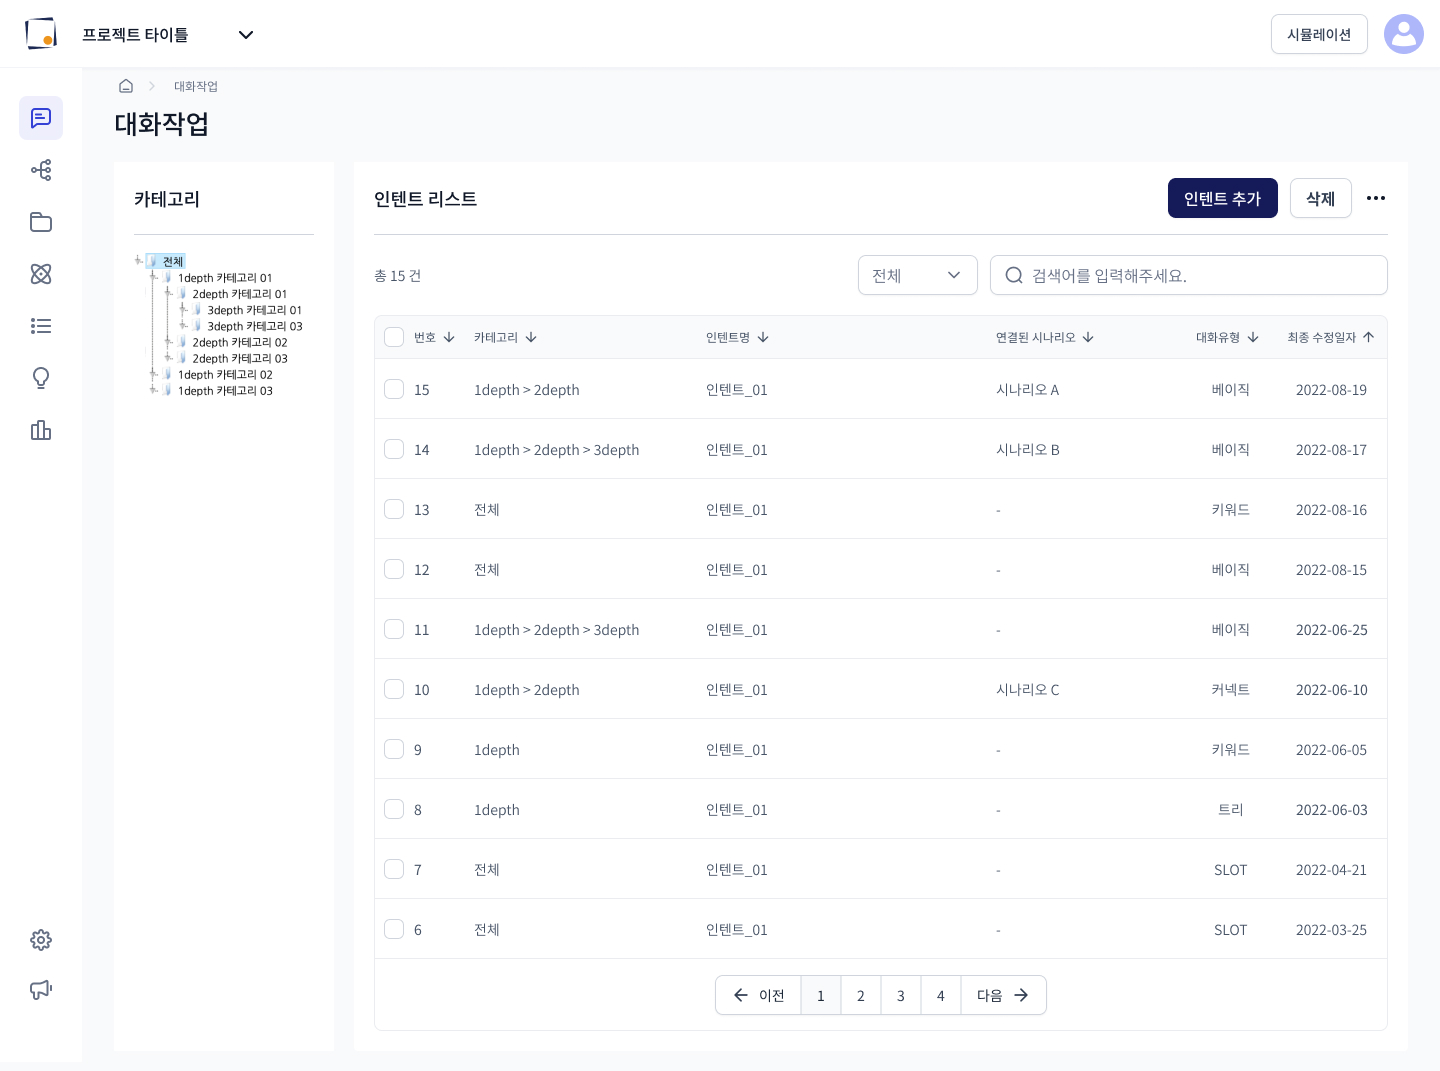 프로젝트 타이틀
시뮬레이션
대화작업
대화작업
카테고리
전체
1depth 카테고리 01
2depth 카테고리 01
3depth 카테고리 01
3depth 카테고리 03
2depth 카테고리 02
2depth 카테고리 03
1depth 카테고리 02
1depth 카테고리 03
인텐트 리스트
인텐트 추가
삭제
총 15 건
전체
검색어를 입력해주세요.
번호 카테고리 인텐트명 연결된 시나리오 대화유형 최종 수정일자
15 1depth > 2depth 인텐트_01 시나리오 A 베이직 2022-08-19
14 1depth > 2depth > 3depth 인텐트_01 시나리오 B 베이직 2022-08-17
13 전체 인텐트_01 - 키워드 2022-08-16
12 전체 인텐트_01 - 베이직 2022-08-15
11 1depth > 2depth > 3depth 인텐트_01 - 베이직 2022-06-25
10 1depth > 2depth 인텐트_01 시나리오 C 커넥트 2022-06-10
9 1depth 인텐트_01 - 키워드 2022-06-05
8 1depth 인텐트_01 - 트리 2022-06-03
7 전체 인텐트_01 - SLOT 2022-04-21
6 전체 인텐트_01 - SLOT 2022-03-25
이전 1 2 3 4 다음